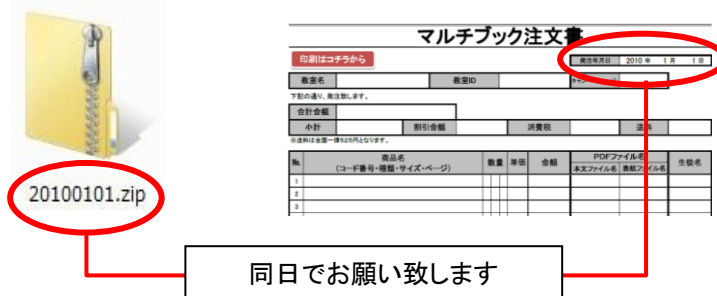 マルチブック注文書
印刷はコチラから
発注年月日 2010 年 1 月 1 日
教室名 教室ID
下記の通り、発注致します。
合計金額
小計 割引金額 消費税 送料
※送料は全国一律525円となります。
No. 商品名 (コード番号・種類・サイズ・ページ) 数量 単価 金額 PDFファイル名 生徒名
本文ファイル名 表紙ファイル名
1
2
3
20100101.zip
同日でお願い致します